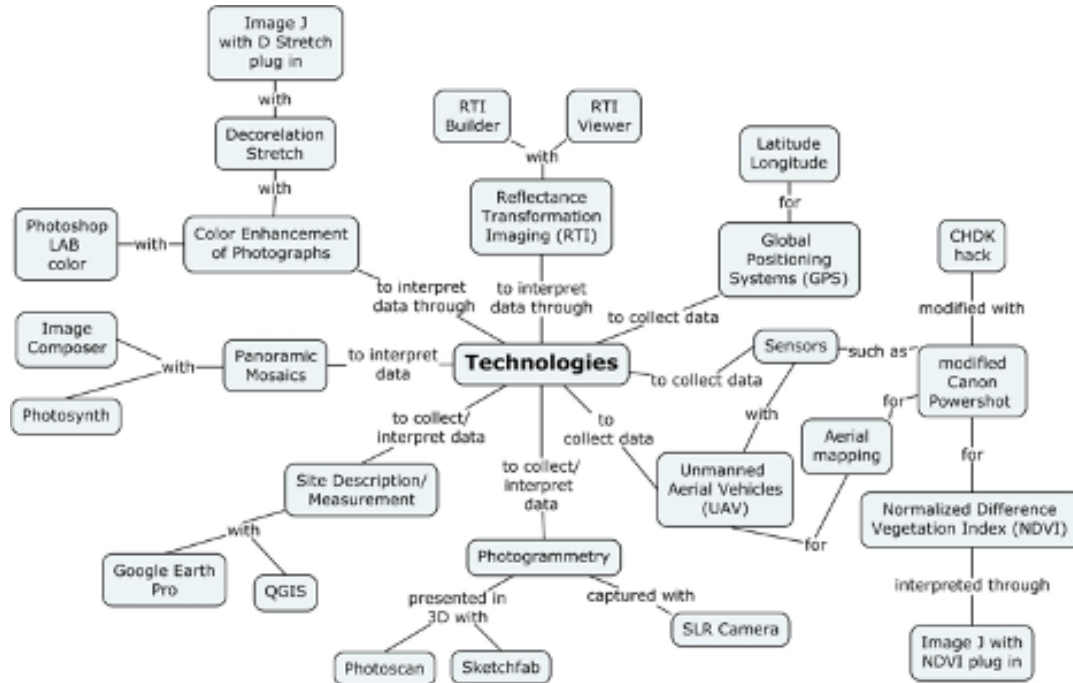 Image J
with D Stretch
plug in
with
Decorelation
Stretch
with
Photoshop
LAB
color
with
Color Enhancement
of Photographs
to interpret
data through
RTI
Builder
RTI
Viewer
with
Reflectance
Transformation
Imaging (RTI)
to interpret
data through
Latitude
Longitude
for
Global
Positioning
Systems (GPS)
to collect data
CHDK
hack
modified with
Image
Composer
with
Photosynth
Panoramic
Mosaics
to interpret
data
Technologies
to collect data
Sensors
such as
modified
Canon
Powershot
with
for
Aerial
mapping
to
collect data
Unmanned
Aerial Vehicles
(UAV)
for
for
Normalized Difference
Vegetation Index (NDVI)
interpreted through
Image J with
NDVI plug in
to collect/
interpret data
Site Description/
Measurement
with
Google Earth
Pro
QGIS
to collect/
interpret
data
Photogrammetry
presented in
3D with
Photoscan
Sketchfab
captured with
SLR Camera